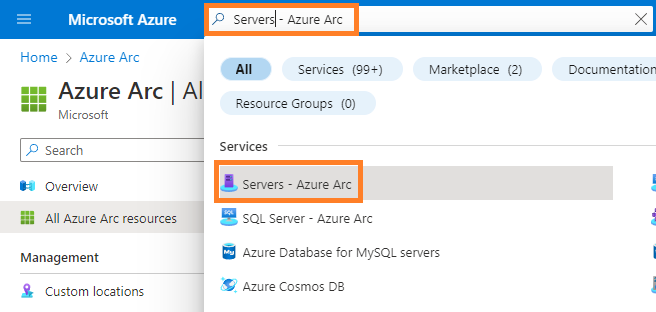 Microsoft Azure
Servers - Azure Arc
Home > Azure Arc
All
Services (99+)
Marketplace (2)
Documentation
Resource Groups (0)
Azure Arc | Al
Microsoft
Search
Services
Overview
Servers - Azure Arc
All Azure Arc resources
SQL Server - Azure Arc
Management
Azure Database for MySQL servers
Custom locations
Azure Cosmos DB